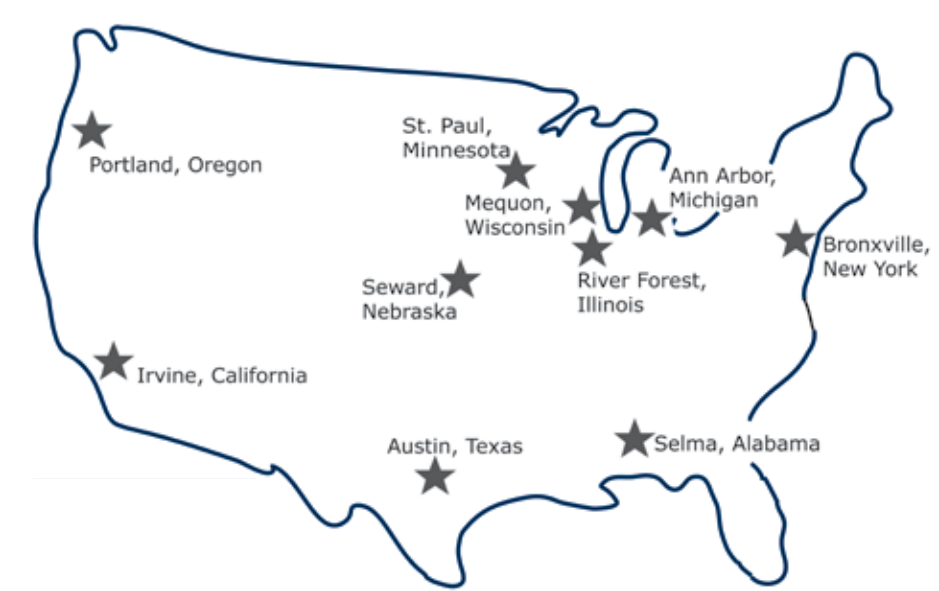 St. Paul,
Minnesota
Portland, Oregon
Ann Arbor,
Michigan
Mequon,
Wisconsin
Bronxville,
New York
River Forest,
Illinois
Seward,
Nebraska
Irvine, California
Austin, Texas
Selma, Alabama